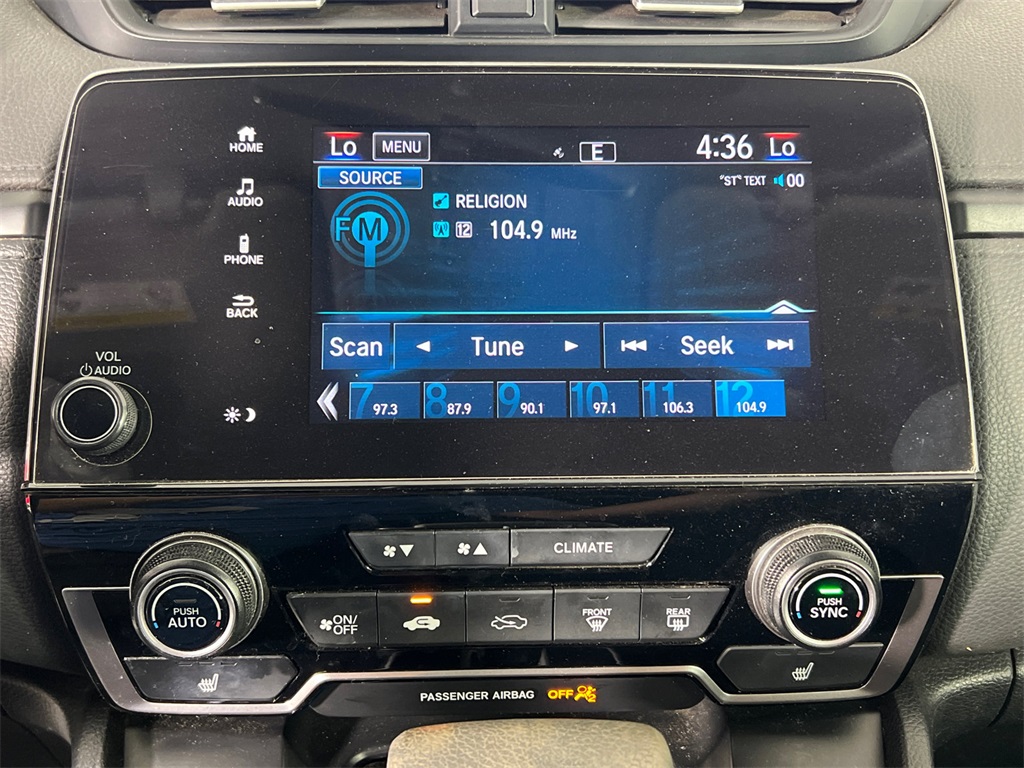 HOME
AUDIO
PHONE
BACK
VOL
AUDIO
Lo MENU E 4:36 Lo
SOURCE "ST" TEXT 00
FM
RELIGION
12 104.9 MHz
Scan Tune Seek
7 97.3 8 87.9 9 90.1 10 97.1 11 106.3 12 104.9
CLIMATE
PUSH
AUTO
ON/
OFF
FRONT
REAR
PUSH
SYNC
PASSENGER AIRBAG OFF